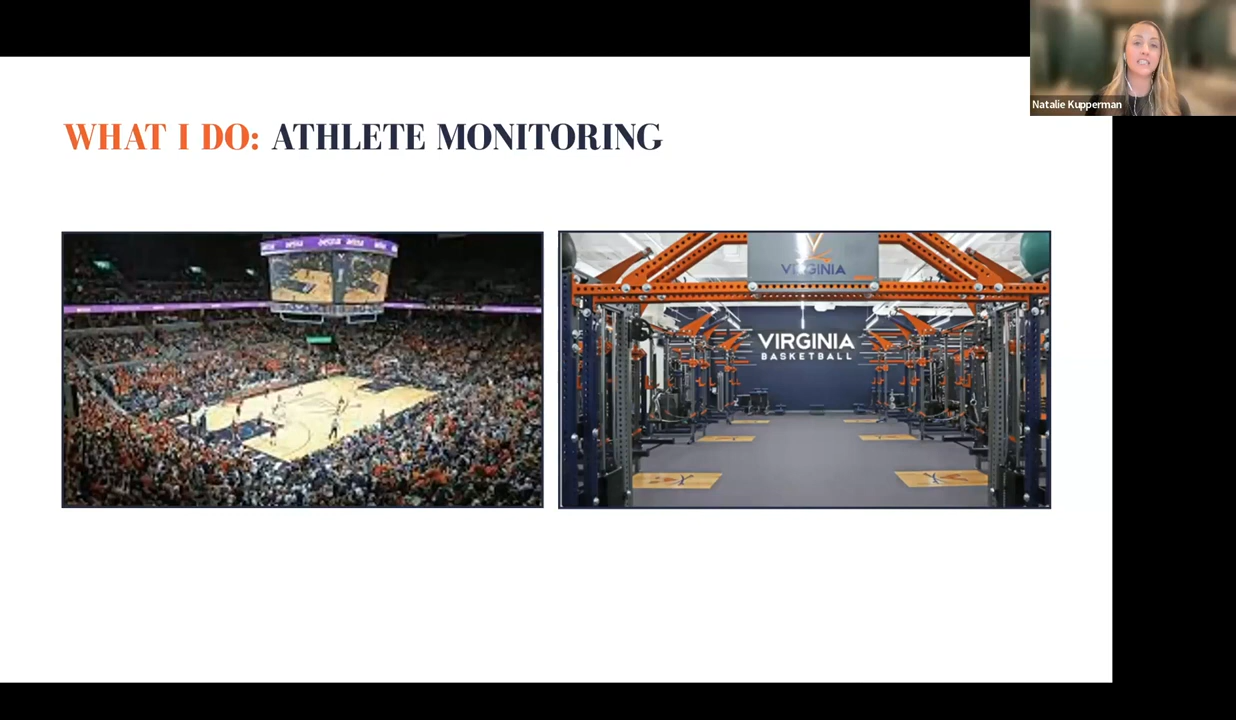 Natalie Kupperman
WHAT I DO: ATHLETE MONITORING
VIRGINIA
VIRGINIA
BASKETBALL